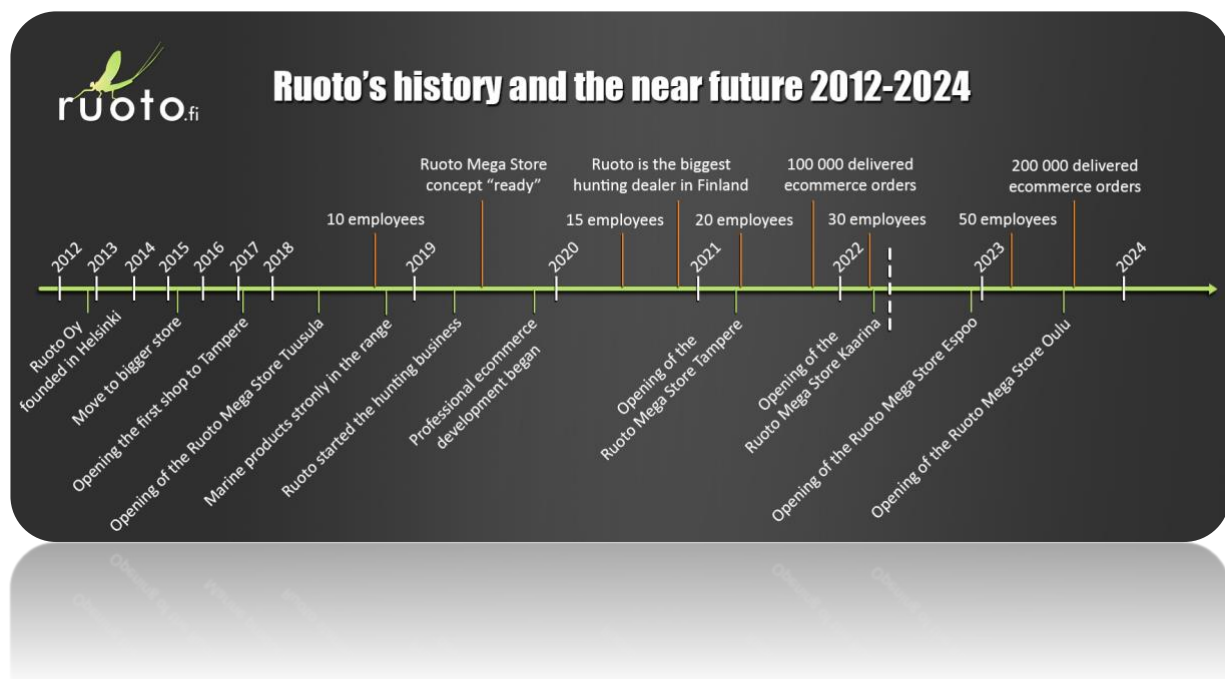 ruoto.fi
Ruoto's history and the near future 2012-2024
Ruoto Mega Store
concept "ready"
Ruoto is the biggest
hunting dealer in Finland
100 000 delivered
ecommerce orders
200 000 delivered
ecommerce orders
10 employees
15 employees
20 employees
30 employees
50 employees
2012
2013
2014
2015
2016
2017
2018
2019
2020
2021
2022
2023
2024
Ruoto Oy
founded in Helsinki
Move to bigger store
Opening the first shop to Tampere
Opening of the Ruoto Mega Store Tuusula
Marine products stronly in the range
Ruoto started the hunting business
Professional ecommerce
development began
Opening of the
Ruoto Mega Store Tampere
Opening of the
Ruoto Mega Store Kaarina
Opening of the Ruoto Mega Store Espoo
Opening of the Ruoto Mega Store Oulu